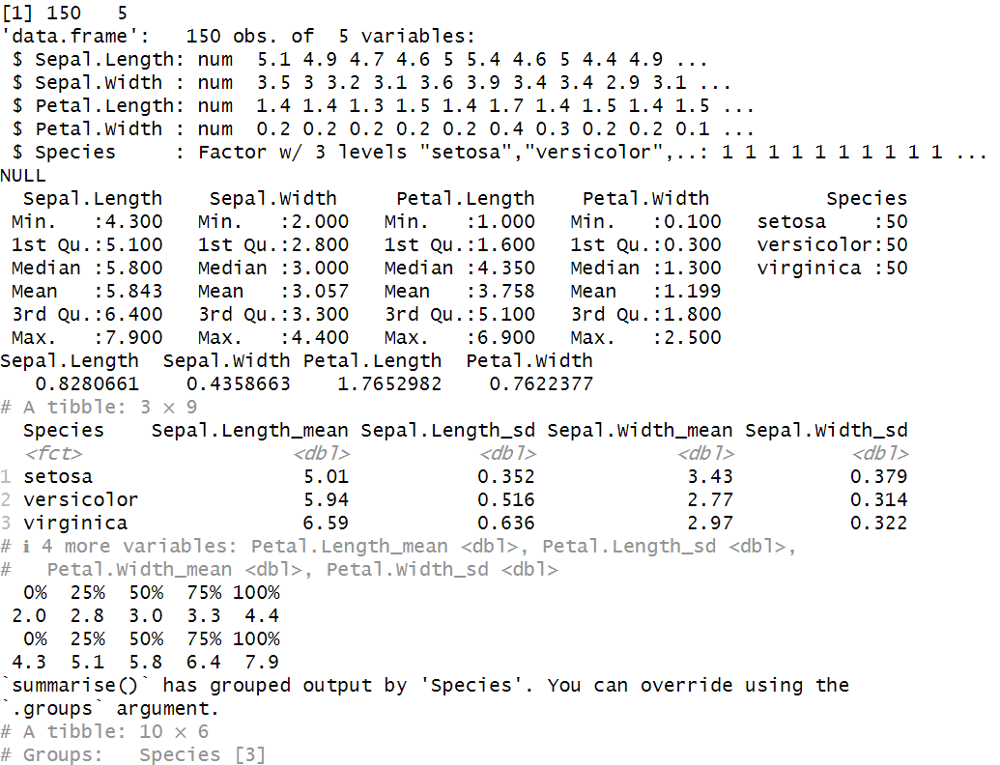 [1] 150   5
'data.frame':   150 obs. of  5 variables:
 $ Sepal.Length: num  5.1 4.9 4.7 4.6 5 5.4 4.6 5 4.4 4.9 ...
 $ Sepal.Width : num  3.5 3 3.2 3.1 3.6 3.9 3.4 3.4 2.9 3.1 ...
 $ Petal.Length: num  1.4 1.4 1.3 1.5 1.4 1.7 1.4 1.5 1.4 1.5 ...
 $ Petal.Width : num  0.2 0.2 0.2 0.2 0.2 0.4 0.3 0.2 0.2 0.1 ...
 $ Species     : Factor w/ 3 levels "setosa","versicolor",..: 1 1 1 1 1 1 1 1 1 1 ...
NULL
  Sepal.Length    Sepal.Width     Petal.Length    Petal.Width          Species
 Min.   :4.300   Min.   :2.000   Min.   :1.000   Min.   :0.100   setosa    :50
 1st Qu.:5.100   1st Qu.:2.800   1st Qu.:1.600   1st Qu.:0.300   versicolor:50
 Median :5.800   Median :3.000   Median :4.350   Median :1.300   virginica :50
 Mean   :5.843   Mean   :3.057   Mean   :3.758   Mean   :1.199
 3rd Qu.:6.400   3rd Qu.:3.300   3rd Qu.:5.100   3rd Qu.:1.800
 Max.   :7.900   Max.   :4.400   Max.   :6.900   Max.   :2.500
Sepal.Length  Sepal.Width Petal.Length  Petal.Width
   0.8280661    0.4358663    1.7652982    0.7622377
# A tibble: 3 × 9
  Species    Sepal.Length_mean Sepal.Length_sd Sepal.Width_mean Sepal.Width_sd
  <fct>                  <dbl>           <dbl>            <dbl>          <dbl>
1 setosa                  5.01           0.352             3.43          0.379
2 versicolor              5.94           0.516             2.77          0.314
3 virginica               6.59           0.636             2.97          0.322
# ℹ 4 more variables: Petal.Length_mean <dbl>, Petal.Length_sd <dbl>,
#   Petal.Width_mean <dbl>, Petal.Width_sd <dbl>
  0%  25%  50%  75% 100%
 2.0  2.8  3.0  3.3  4.4
  0%  25%  50%  75% 100%
 4.3  5.1  5.8  6.4  7.9
`summarise()` has grouped output by 'Species'. You can override using the
`.groups` argument.
# A tibble: 10 × 6
# Groups:   Species [3]